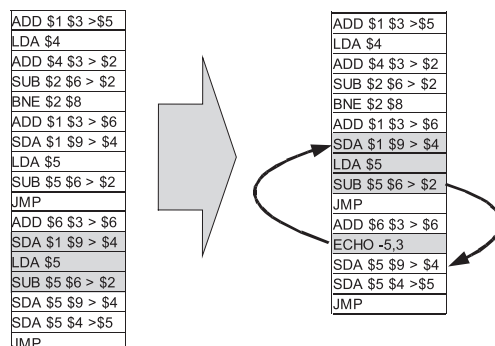 ADD $1 $3 >$5
LDA $4
ADD $4 $3 > $2
SUB $2 $6 > $2
BNE $2 $8
ADD $1 $3 > $6
SDA $1 $9 > $4
LDA $5
SUB $5 $6 > $2
JMP
ADD $6 $3 > $6
SDA $1 $9 > $4
LDA $5
SUB $5 $6 > $2
SDA $5 $9 > $4
SDA $5 $4 >$5
JMP
ADD $1 $3 >$5
LDA $4
ADD $4 $3 > $2
SUB $2 $6 > $2
BNE $2 $8
ADD $1 $3 > $6
SDA $1 $9 > $4
LDA $5
SUB $5 $6 > $2
JMP
ADD $6 $3 > $6
ECHO -5,3
SDA $5 $9 > $4
SDA $5 $4 >$5
JMP